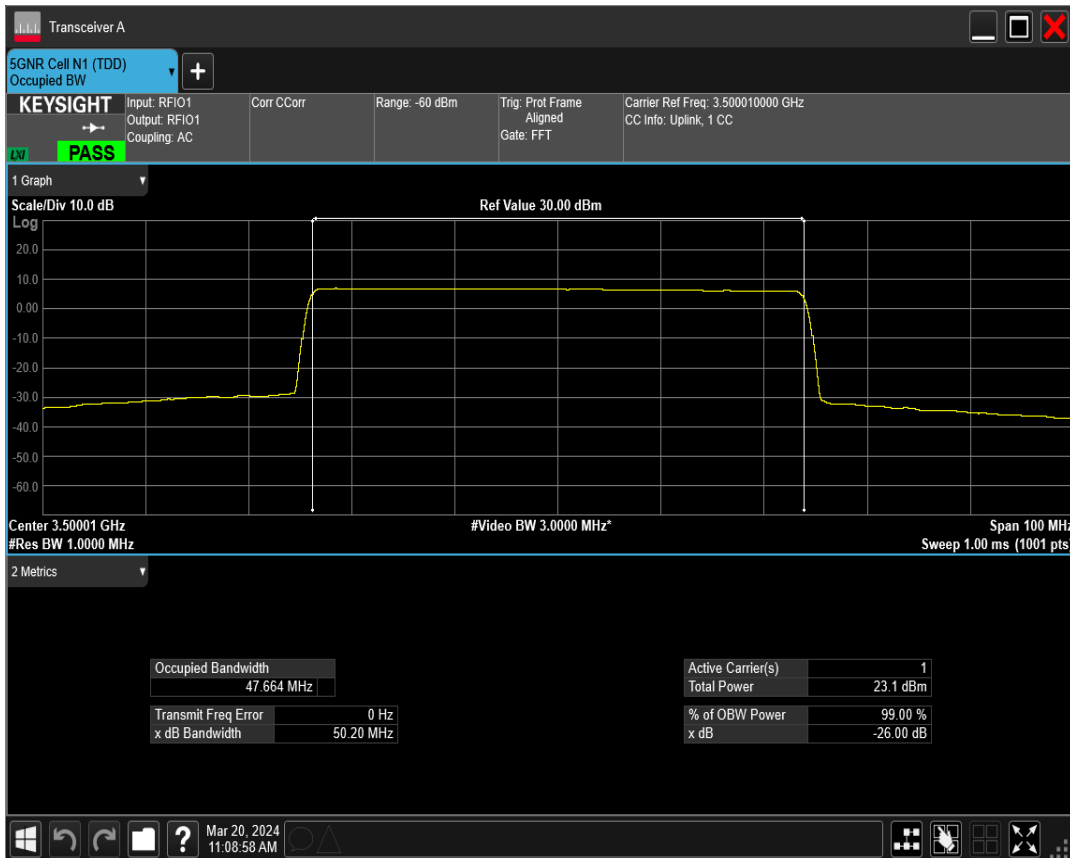 Transceiver A
5GNR Cell N1 (TDD)
Occupied BW
+
KEYSIGHT
LXI
PASS
Input: RFIO1
Output: RFIO1
Coupling: AC
Corr CCorr
Range: -60 dBm
Trig: Prot Frame
Aligned
Gate: FFT
Carrier Ref Freq: 3.500010000 GHz
CC Info: Uplink, 1 CC
1 Graph
Scale/Div 10.0 dB
Ref Value 30.00 dBm
Log
20.0
10.0
0.00
-10.0
-20.0
-30.0
-40.0
-50.0
-60.0
Center 3.50001 GHz
#Video BW 3.0000 MHz*
Span 100 MHz
#Res BW 1.0000 MHz
Sweep 1.00 ms (1001 pts)
2 Metrics
Occupied Bandwidth
47.664 MHz
Transmit Freq Error 0 Hz
x dB Bandwidth 50.20 MHz
Active Carrier(s) 1
Total Power 23.1 dBm
% of OBW Power 99.00 %
x dB -26.00 dB
?
Mar 20, 2024
11:08:58 AM